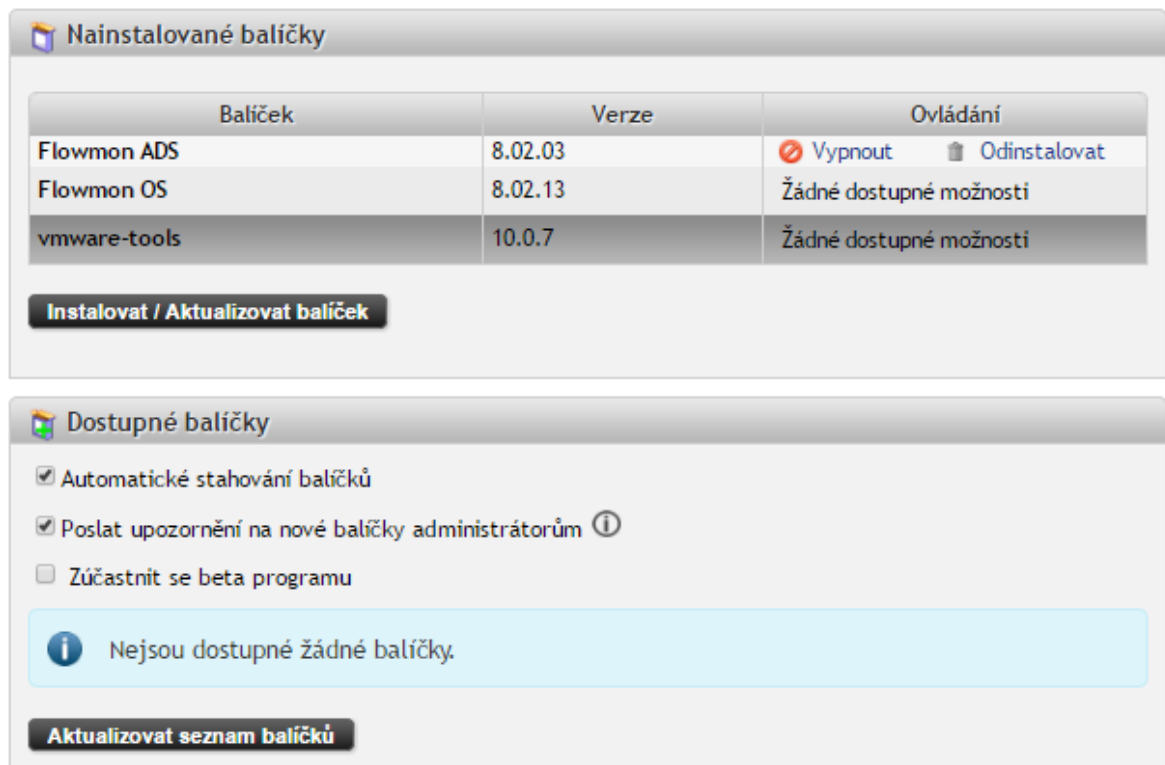 Nainstalované balíčky
Balíček Verze Ovládání
Flowmon ADS 8.02.03 Vypnout Odinstalovat
Flowmon OS 8.02.13 Žádné dostupné možnosti
vmware-tools 10.0.7 Žádné dostupné možnosti
Instalovat / Aktualizovat balíček
Dostupné balíčky
Automatické stahování balíčků
Poslat upozornění na nové balíčky administrátorům
Zúčastnit se beta programu
Nejsou dostupné žádné balíčky.
Aktualizovat seznam balíčků